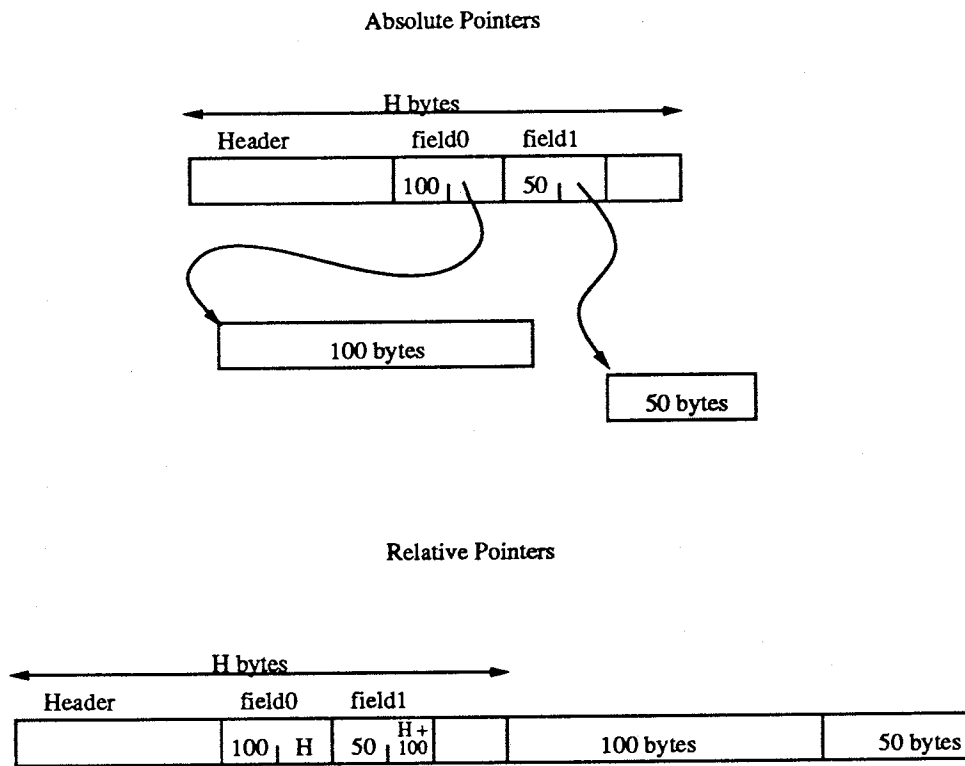 Absolute Pointers
H bytes
Header field0 field1
100 50
100 bytes
50 bytes
Relative Pointers
H bytes
Header field0 field1
100 H 50 H + 100 100 bytes 50 bytes